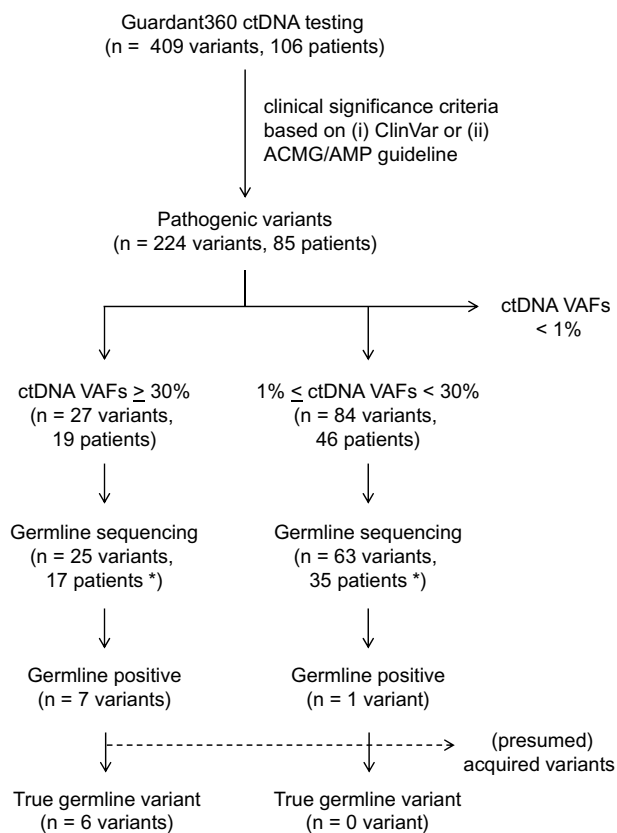 Guardant360 ctDNA testing
(n =  409 variants, 106 patients)
clinical significance criteria
based on (i) ClinVar or (ii)
ACMG/AMP guideline
Pathogenic variants
(n = 224 variants, 85 patients)
ctDNA VAFs
< 1%
ctDNA VAFs ≥ 30%
(n = 27 variants,
19 patients)
1% ≤ ctDNA VAFs < 30%
(n = 84 variants,
46 patients)
Germline sequencing
(n = 25 variants,
17 patients *)
Germline sequencing
(n = 63 variants,
35 patients *)
Germline positive
(n = 7 variants)
Germline positive
(n = 1 variant)
(presumed)
acquired variants
True germline variant
(n = 6 variants)
True germline variant
(n = 0 variant)